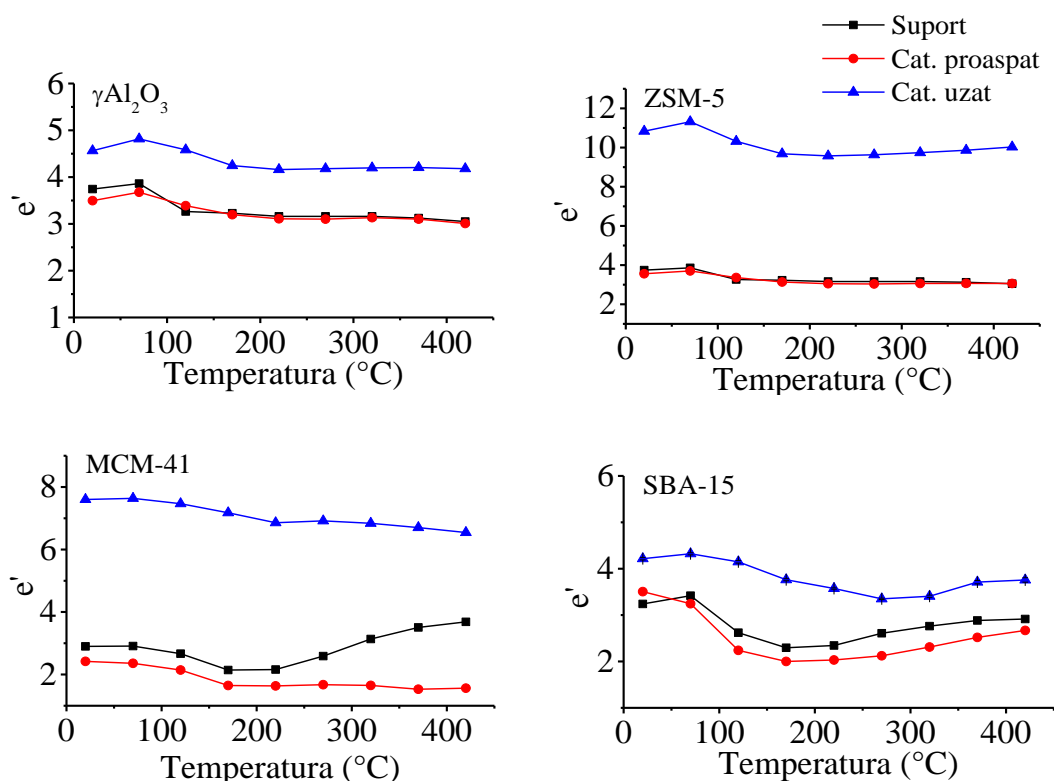 Suport
Cat. proaspat
Cat. uzat
γAl₂O₃
6
5
4
3
2
1
e'
0 100 200 300 400
Temperatura (°C)
ZSM-5
12
10
8
6
4
2
e'
0 100 200 300 400
Temperatura (°C)
MCM-41
8
6
4
2
e'
0 100 200 300 400
Temperatura (°C)
SBA-15
6
4
2
e'
0 100 200 300 400
Temperatura (°C)